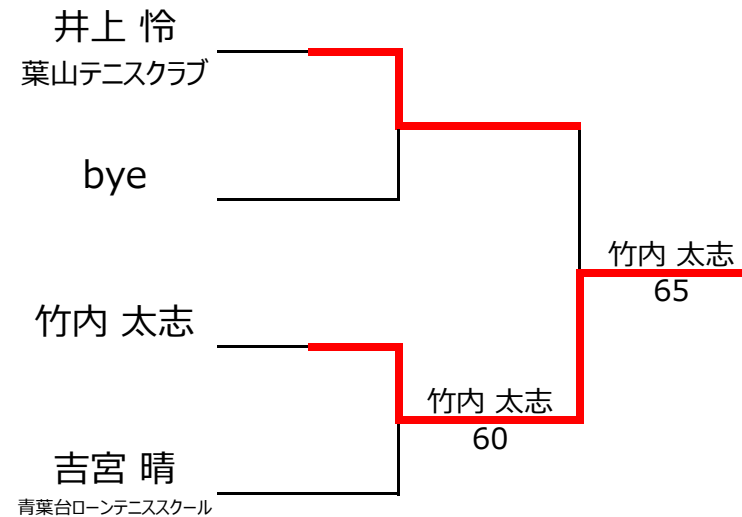 井上 怜
葉山テニスクラブ
bye
竹内 太志
吉宮 晴
青葉台ローンテニススクール
竹内 太志
60
竹内 太志
65